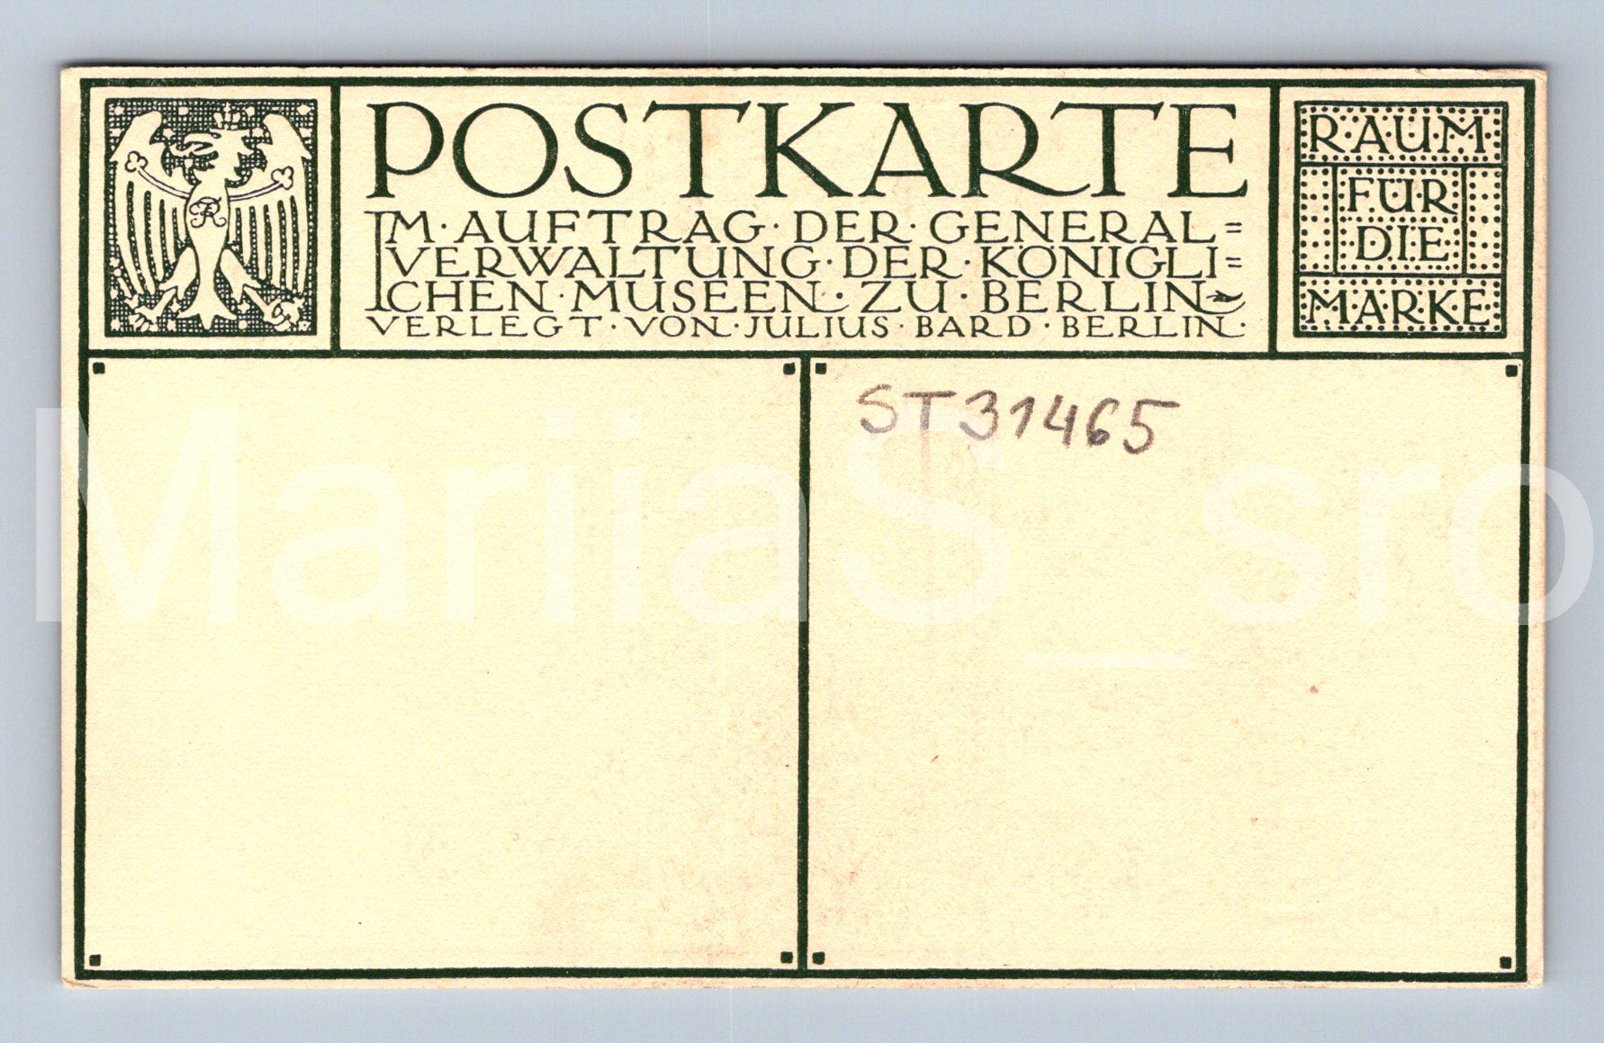 POSTKARTE
IM·AUFTRAG·DER·GENERAL=
VERWALTUNG·DER·KÖNIGLI=
CHEN·MUSEEN·ZU·BERLIN
VERLEGT·VON·JULIUS·BARD·BERLIN·
RAUM
FÜR
DIE
MARKE
ST31465
MariiaS_sro